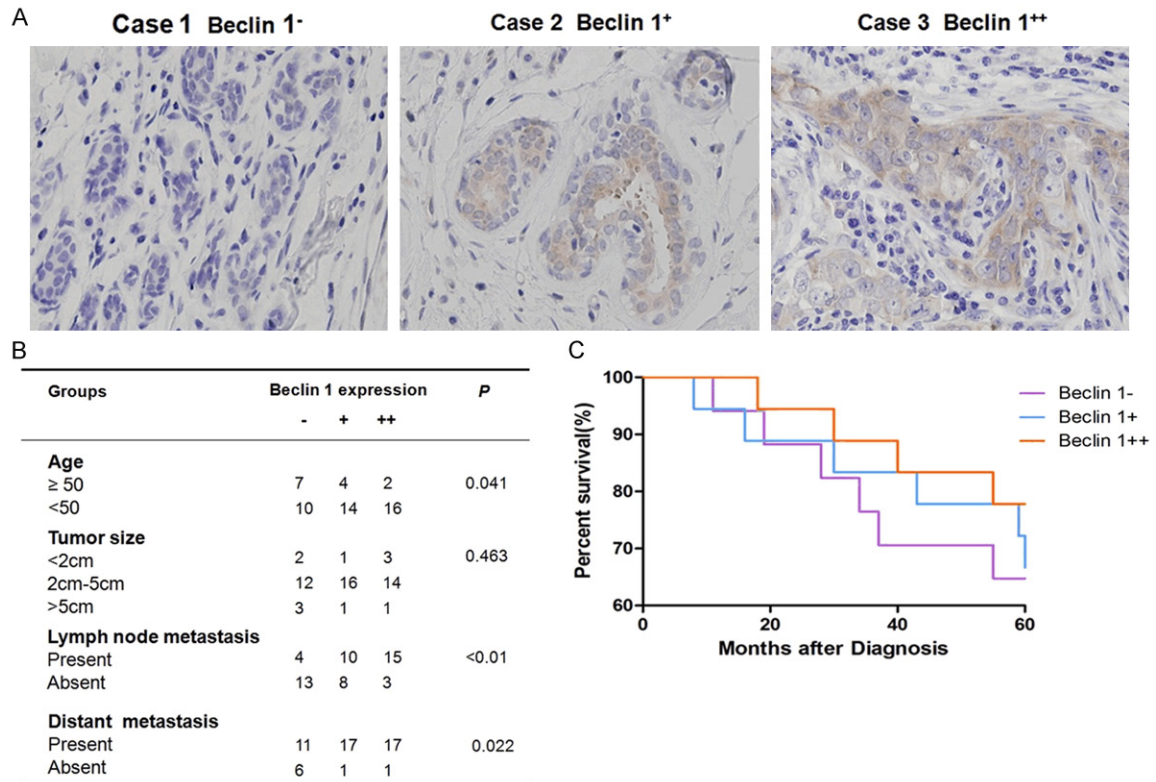 A
Case 1 Beclin 1-
Case 2 Beclin 1+
Case 3 Beclin 1++
B
Groups Beclin 1 expression P
- + ++
Age
≥ 50 7 4 2 0.041
<50 10 14 16
Tumor size
<2cm 2 1 3 0.463
2cm-5cm 12 16 14
>5cm 3 1 1
Lymph node metastasis
Present 4 10 15 <0.01
Absent 13 8 3
Distant metastasis
Present 11 17 17 0.022
Absent 6 1 1
C
Percent survival(%)
100
90
80
70
60
0 20 40 60
Months after Diagnosis
Beclin 1-
Beclin 1+
Beclin 1++